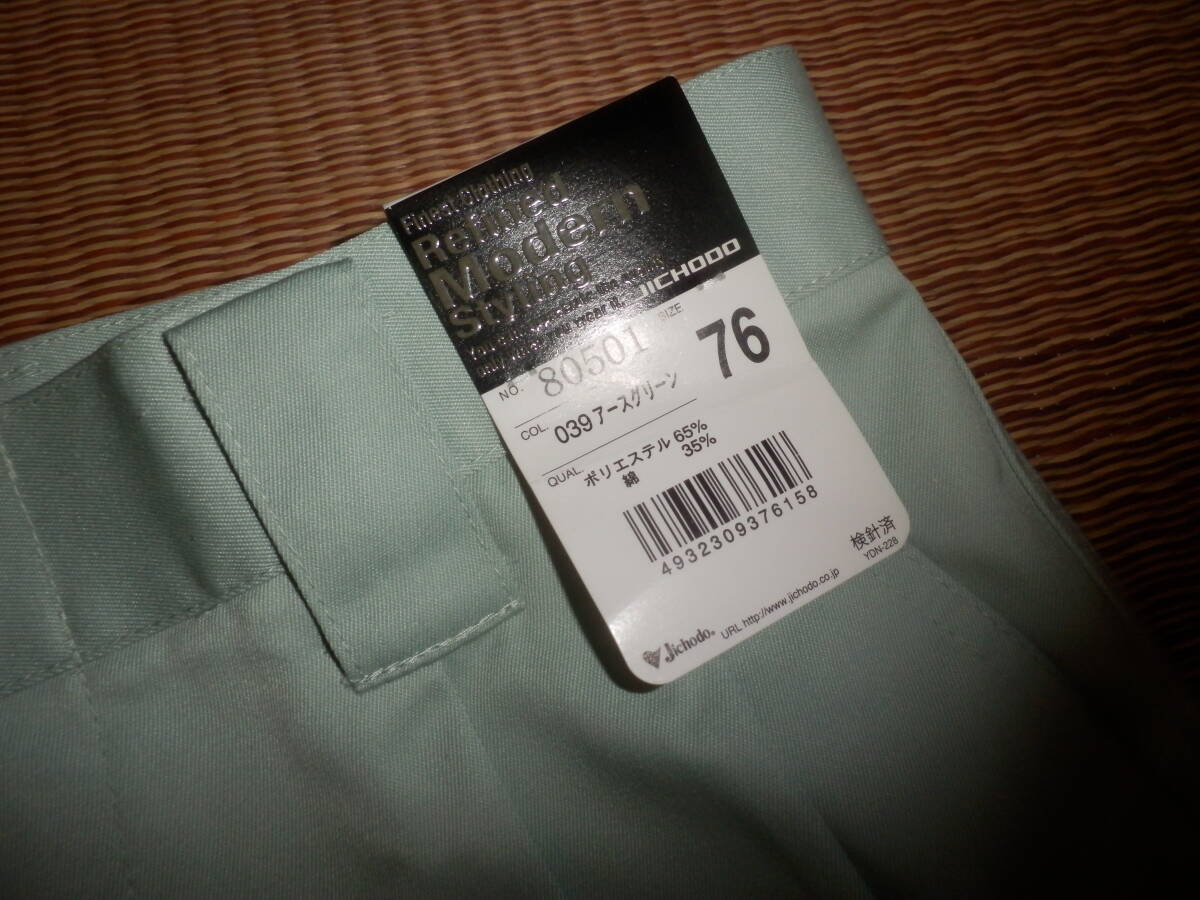 Finest Clothing
Refined
Modern
Styling
JICHODO
NO. 80501
SIZE 76
COL. 039 アースグリーン
QUAL. ポリエステル 65%
綿 35%
4932309376158
検針済
YDN-228
Jichodo® URL http://www.jichodo.co.jp